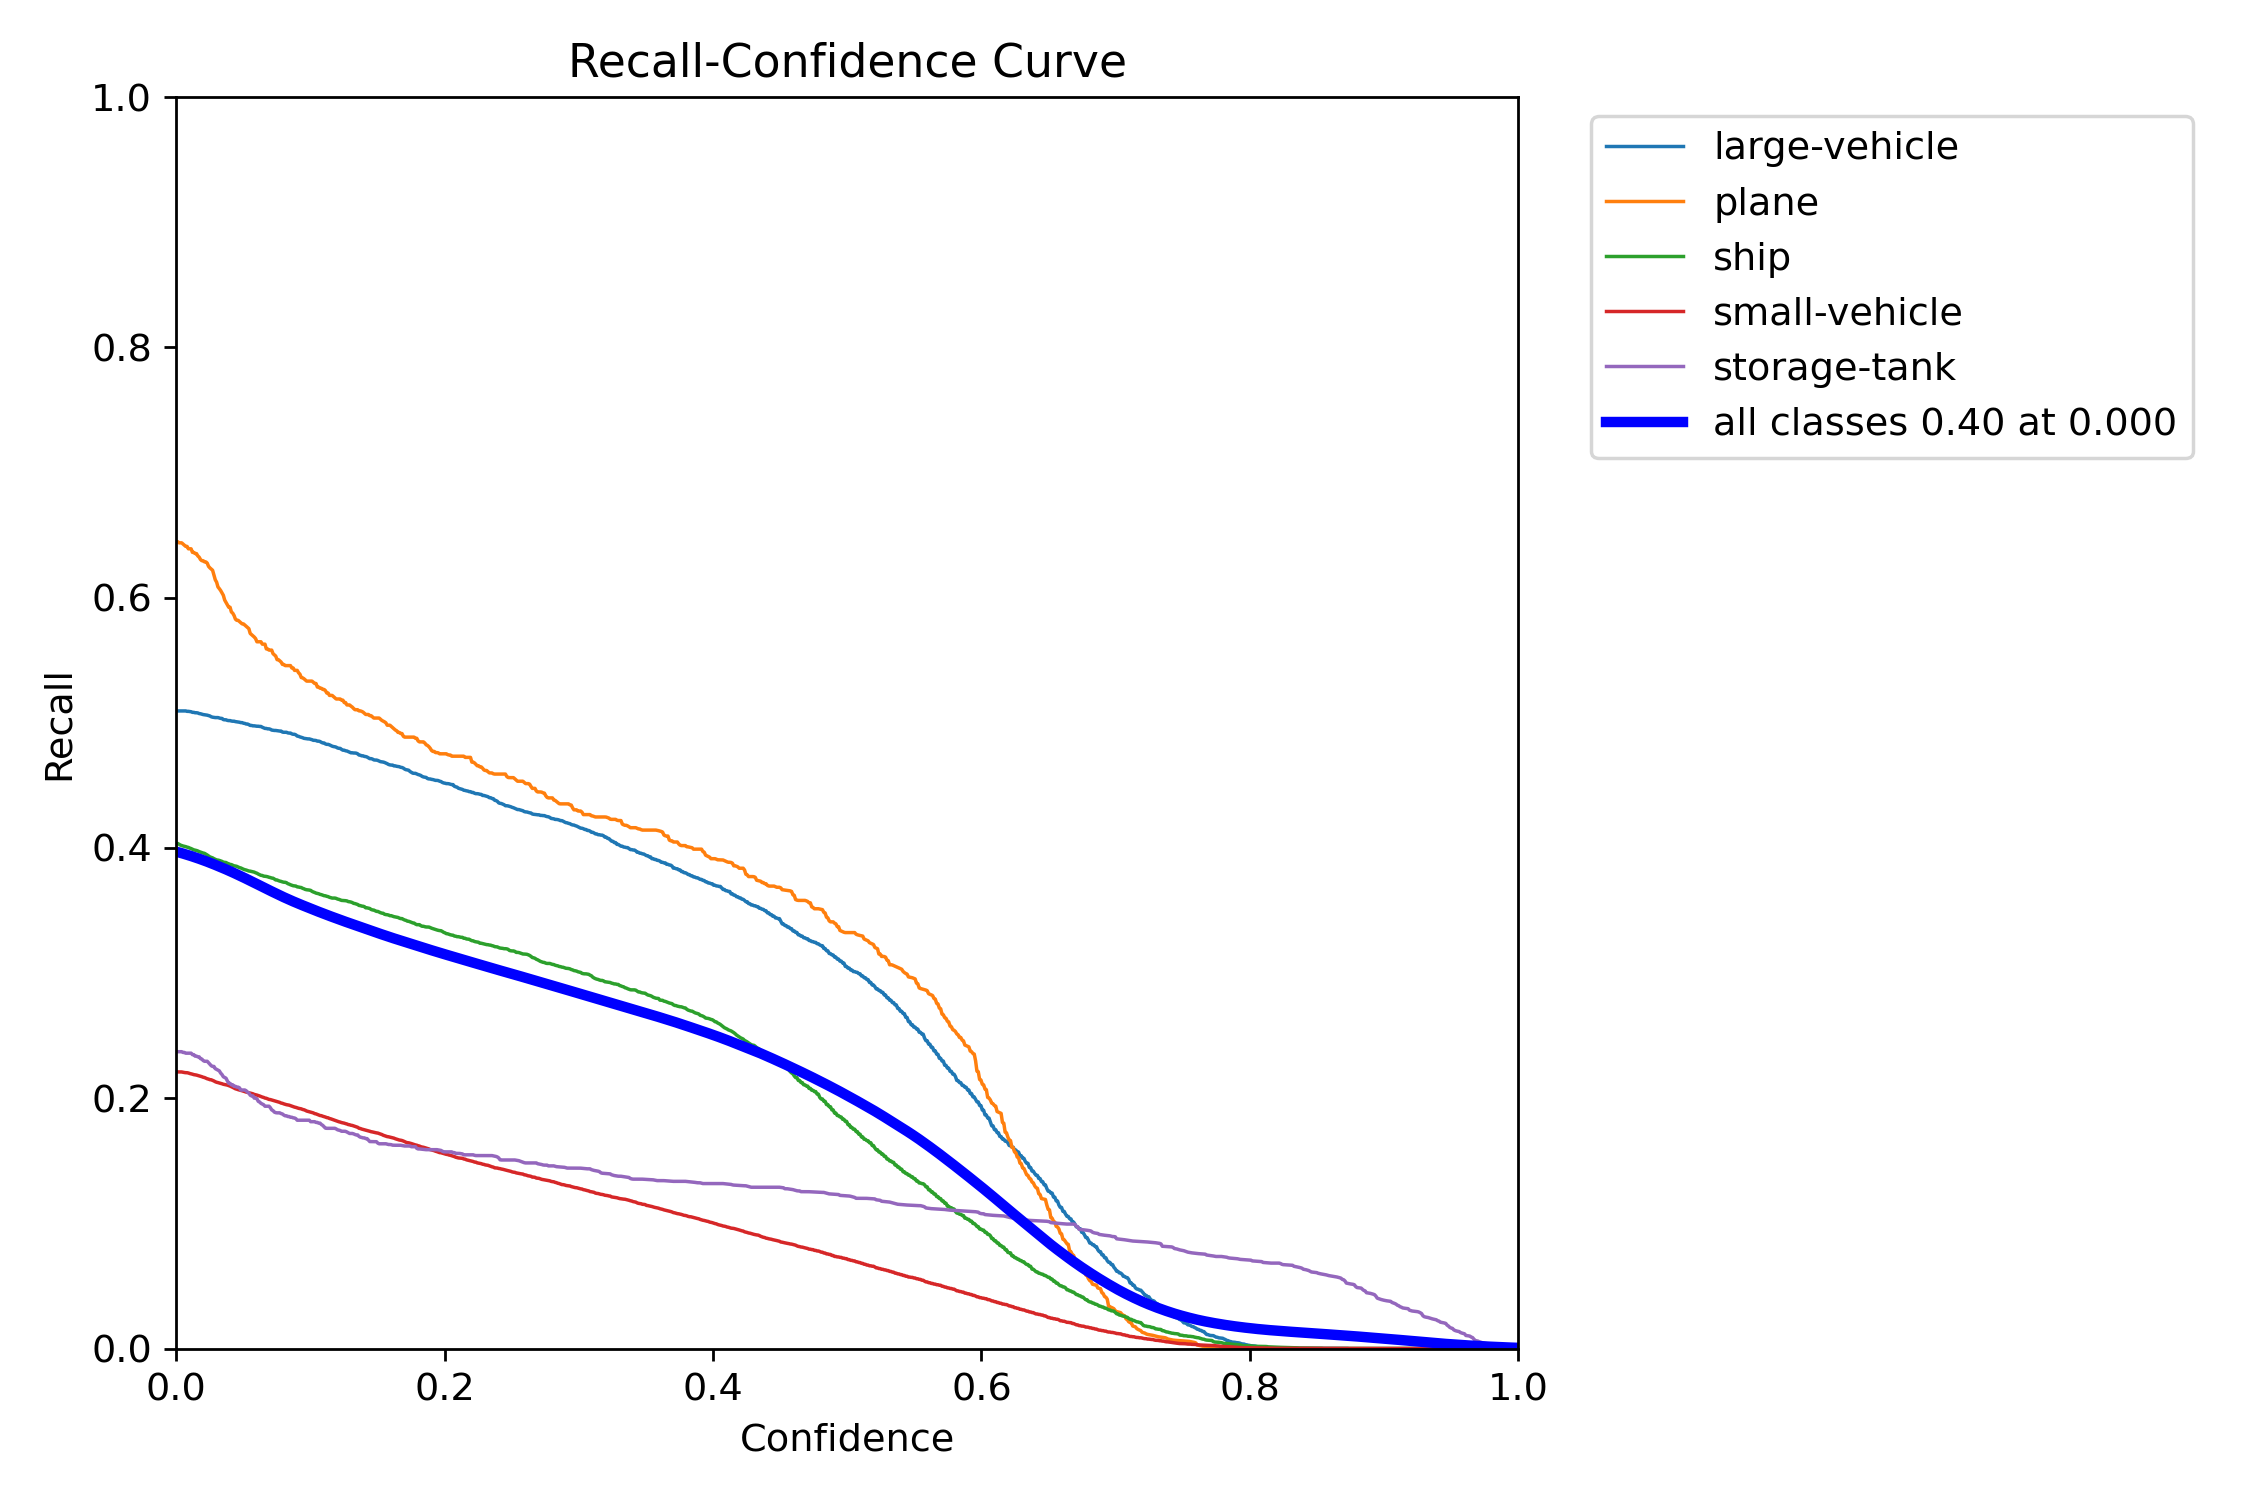 Recall-Confidence Curve
1.0
0.8
0.6
0.4
0.2
0.0
Recall
0.0 0.2 0.4 0.6 0.8 1.0
Confidence
large-vehicle
plane
ship
small-vehicle
storage-tank
all classes 0.40 at 0.000